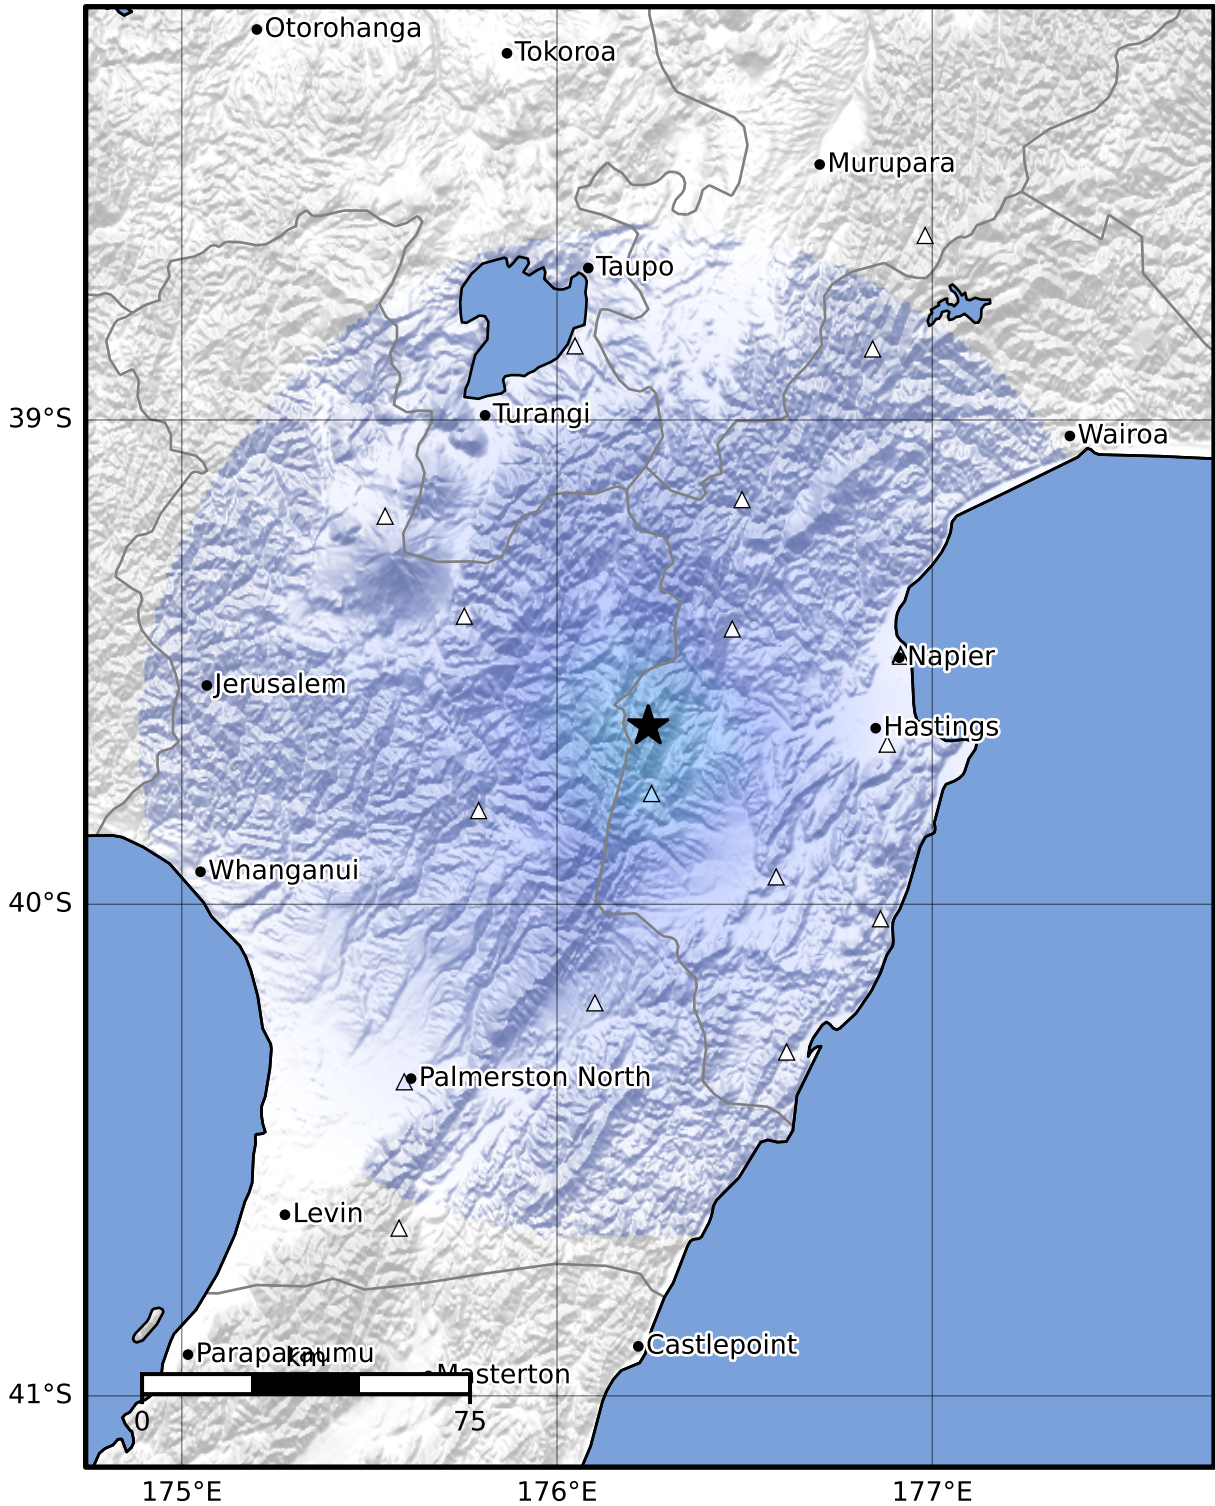 Otorohanga
Tokoroa
Murupara
Taupo
Turangi
39°S
Wairoa
Napier
Jerusalem
Hastings
Whanganui
40°S
Palmerston North
Levin
Castlepoint
Paraparaumu
km
Masterton
41°S
0
75
175°E
176°E
177°E